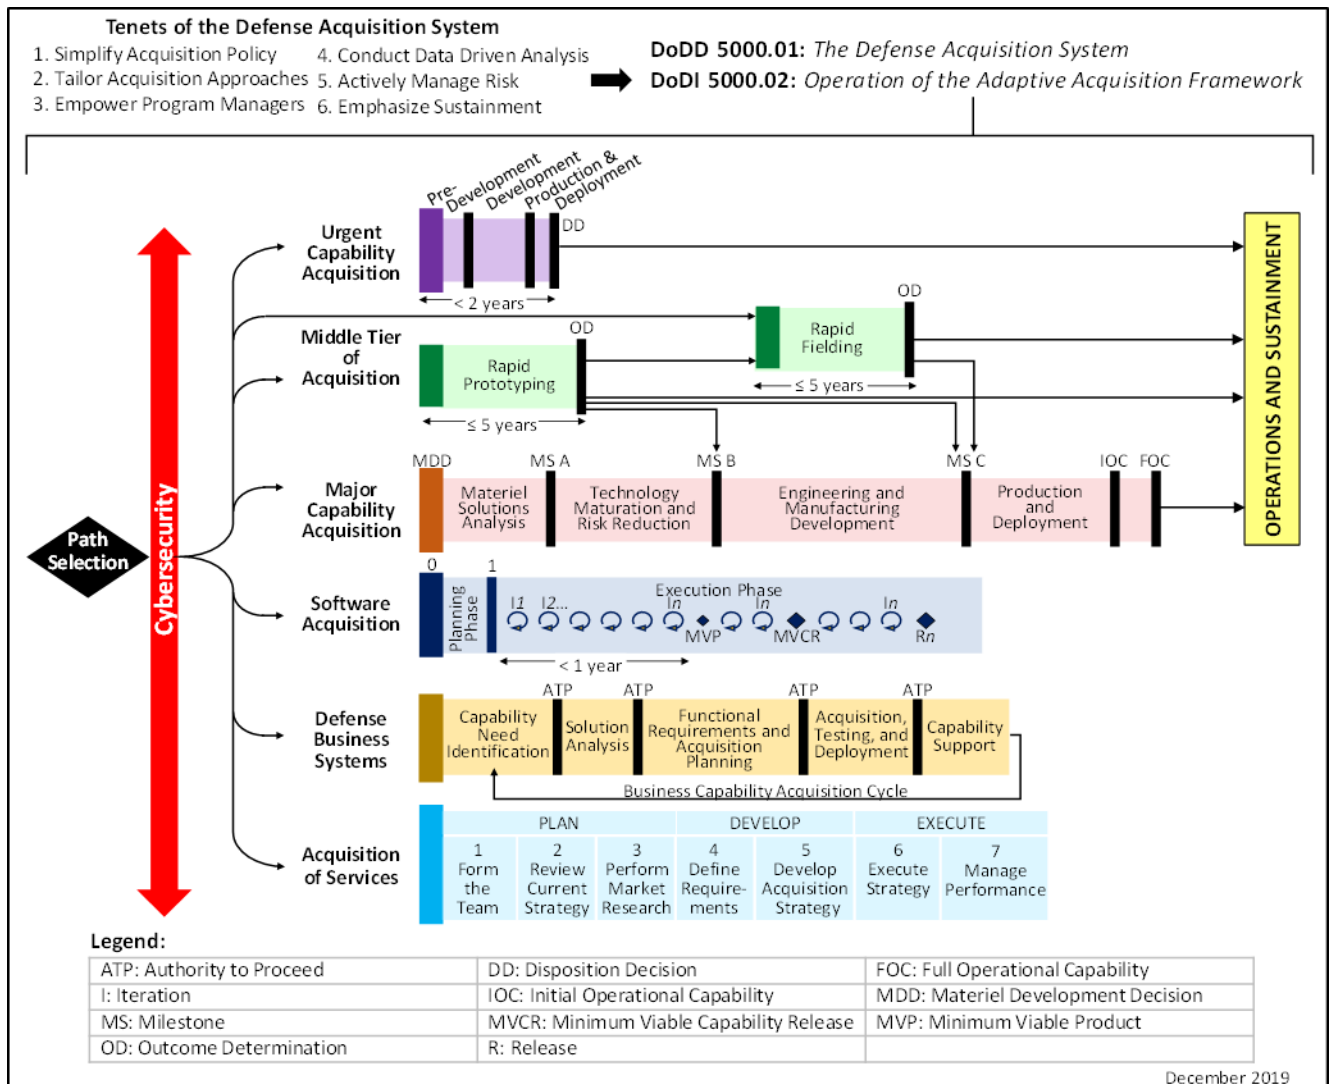 Tenets of the Defense Acquisition System
1. Simplify Acquisition Policy
2. Tailor Acquisition Approaches
3. Empower Program Managers
4. Conduct Data Driven Analysis
5. Actively Manage Risk
6. Emphasize Sustainment
DoDD 5000.01: The Defense Acquisition System
DoDI 5000.02: Operation of the Adaptive Acquisition Framework
Path
Selection
Cybersecurity
Urgent
Capability
Acquisition
Pre-
Development
Development
Production &
Deployment
DD
< 2 years
Middle Tier
of
Acquisition
Rapid
Prototyping
OD
≤ 5 years
Rapid
Fielding
OD
≤ 5 years
Major
Capability
Acquisition
MDD
MS A
MS B
MS C
IOC
FOC
Materiel
Solutions
Analysis
Technology
Maturation and
Risk Reduction
Engineering and
Manufacturing
Development
Production
and
Deployment
OPERATIONS AND SUSTAINMENT
Software
Acquisition
0
1
Planning
Phase
Execution Phase
I1
I2...
In
In
In
MVP
MVCR
Rn
< 1 year
Defense
Business
Systems
ATP
ATP
ATP
ATP
Capability
Need
Identification
Solution
Analysis
Functional
Requirements and
Acquisition
Planning
Acquisition,
Testing, and
Deployment
Capability
Support
Business Capability Acquisition Cycle
Acquisition
of Services
PLAN
DEVELOP
EXECUTE
1
Form
the
Team
2
Review
Current
Strategy
3
Perform
Market
Research
4
Define
Require-
ments
5
Develop
Acquisition
Strategy
6
Execute
Strategy
7
Manage
Performance
Legend:
ATP: Authority to Proceed
DD: Disposition Decision
FOC: Full Operational Capability
I: Iteration
IOC: Initial Operational Capability
MDD: Materiel Development Decision
MS: Milestone
MVCR: Minimum Viable Capability Release
MVP: Minimum Viable Product
OD: Outcome Determination
R: Release
December 2019